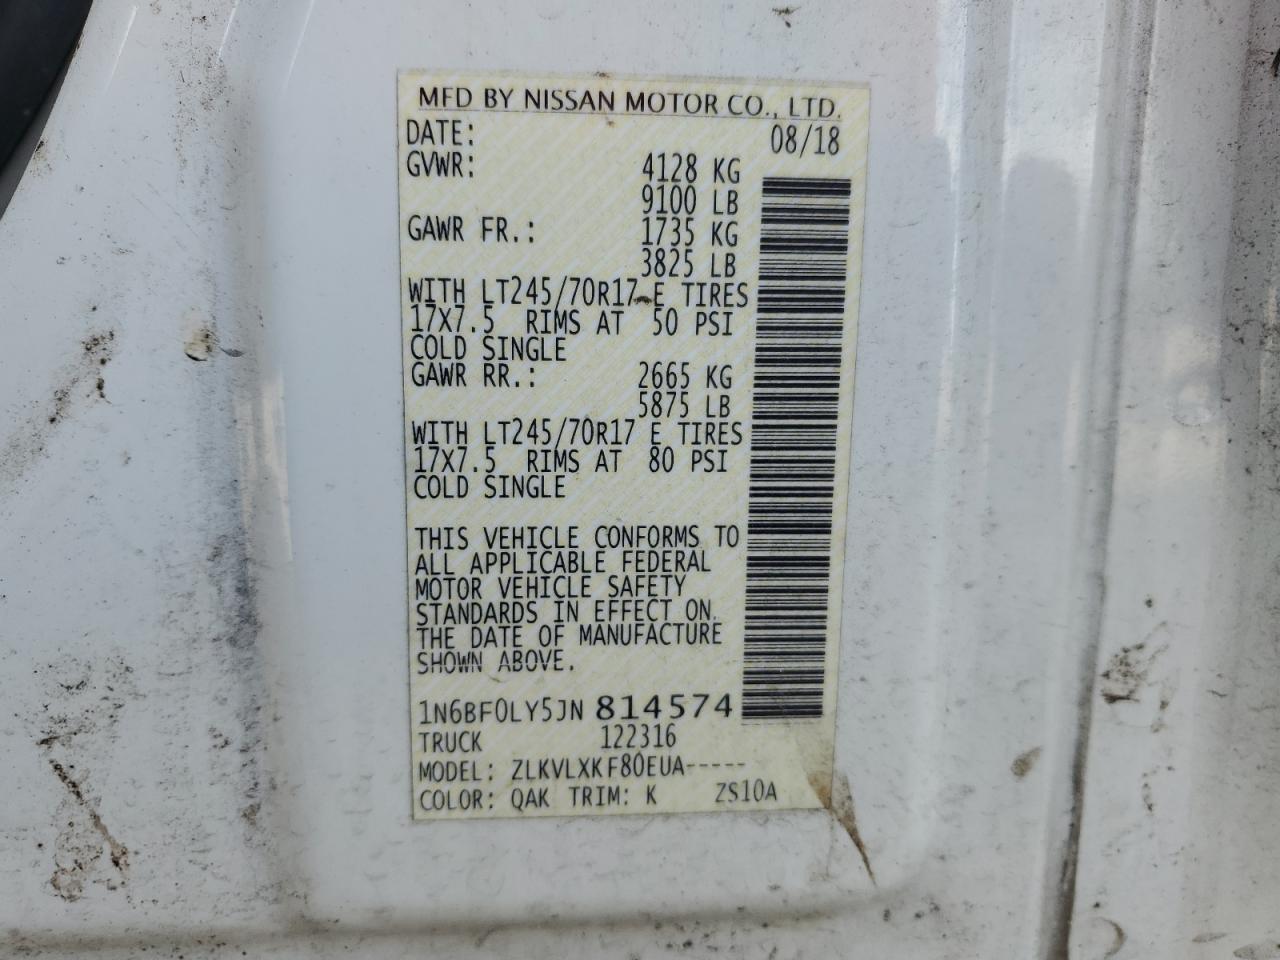 MFD BY NISSAN MOTOR CO., LTD.
DATE: 08/18
GVWR: 4128 KG
9100 LB
GAWR FR.: 1735 KG
3825 LB
WITH LT245/70R17 E TIRES
17X7.5 RIMS AT 50 PSI
COLD SINGLE
GAWR RR.: 2665 KG
5875 LB
WITH LT245/70R17 E TIRES
17X7.5 RIMS AT 80 PSI
COLD SINGLE
THIS VEHICLE CONFORMS TO
ALL APPLICABLE FEDERAL
MOTOR VEHICLE SAFETY
STANDARDS IN EFFECT ON
THE DATE OF MANUFACTURE
SHOWN ABOVE.
1N6BF0LY5JN 814574
TRUCK 122316
MODEL: ZLKVLXKF80EUA-----
COLOR: QAK TRIM: K ZS10A